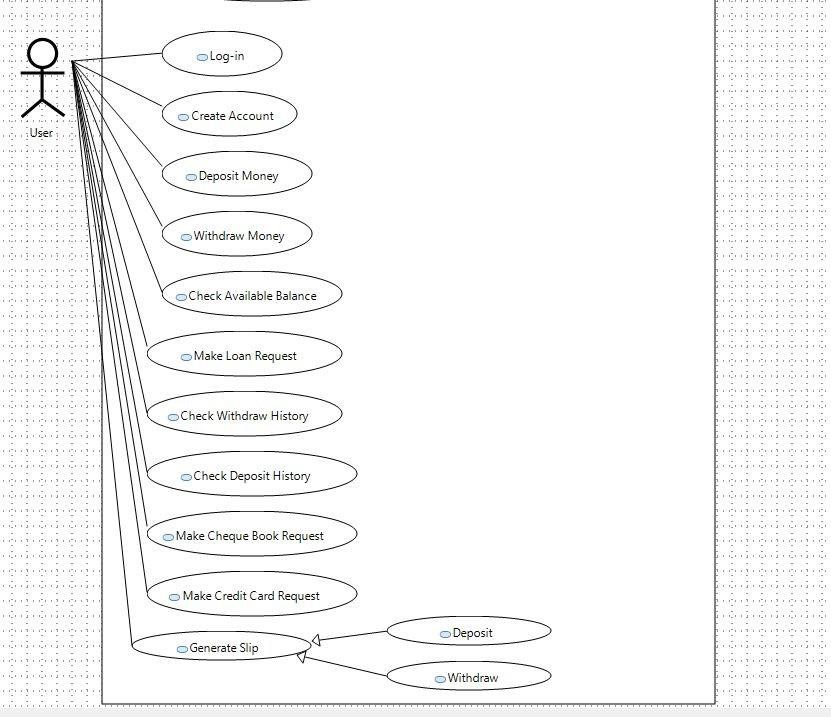 Log-in
User
Create Account
Deposit Money
Withdraw Money
Check Available Balance
Make Loan Request
Check Withdraw History
Check Deposit History
Make Cheque Book Request
Make Credit Card Request
Generate Slip
Deposit
Withdraw